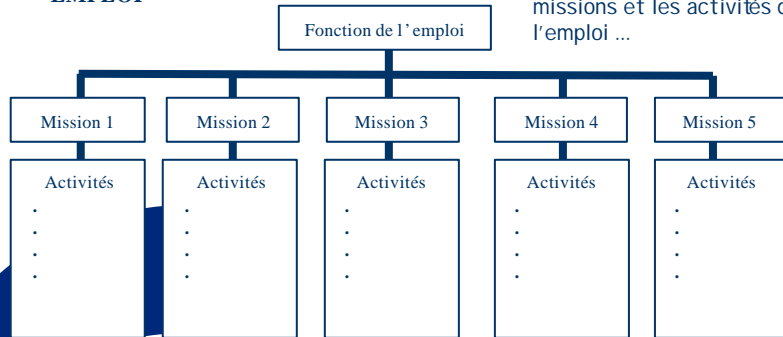 missions et les activités
l'emploi ...
Fonction de l'emploi
Mission 1
Mission 2
Mission 3
Mission 4
Mission 5
Activités
.
.
.
.
Activités
.
.
.
.
Activités
.
.
.
.
Activités
.
.
.
.
Activités
.
.
.
.